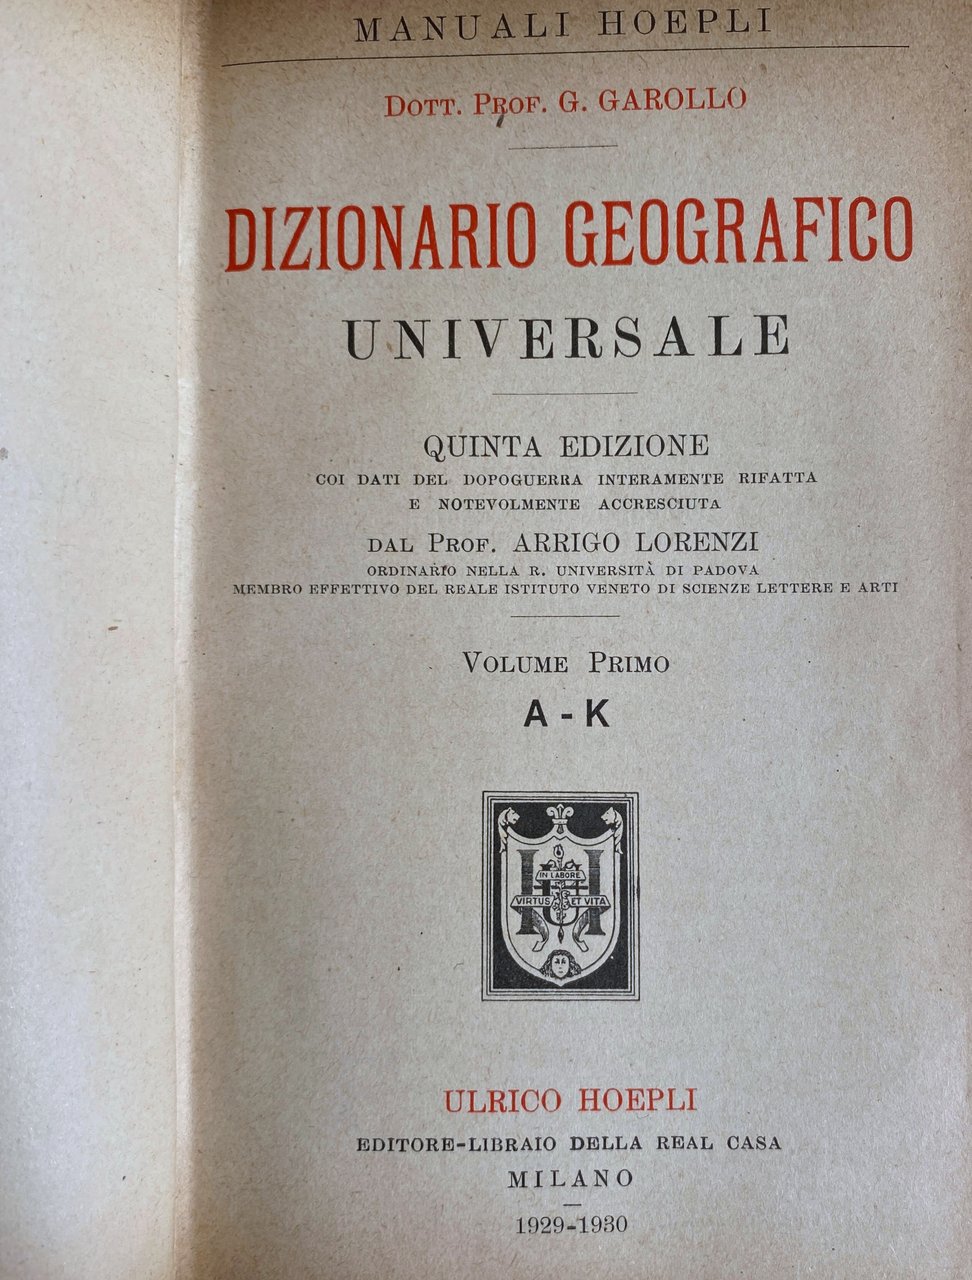 MANUALI HOEPLI
DOTT. PROF. G. GAROLLO
DIZIONARIO GEOGRAFICO
UNIVERSALE
QUINTA EDIZIONE
COI DATI DEL DOPOGUERRA INTERAMENTE RIFATTA
E NOTEVOLMENTE ACCRESCIUTA
DAL PROF. ARRIGO LORENZI
ORDINARIO NELLA R. UNIVERSITÀ DI PADOVA
MEMBRO EFFETTIVO DEL REALE ISTITUTO VENETO DI SCIENZE LETTERE E ARTI
VOLUME PRIMO
A - K
IN LABORE
VIRTUS ET VITA
ULRICO HOEPLI
EDITORE-LIBRAIO DELLA REAL CASA
MILANO
1929-1930